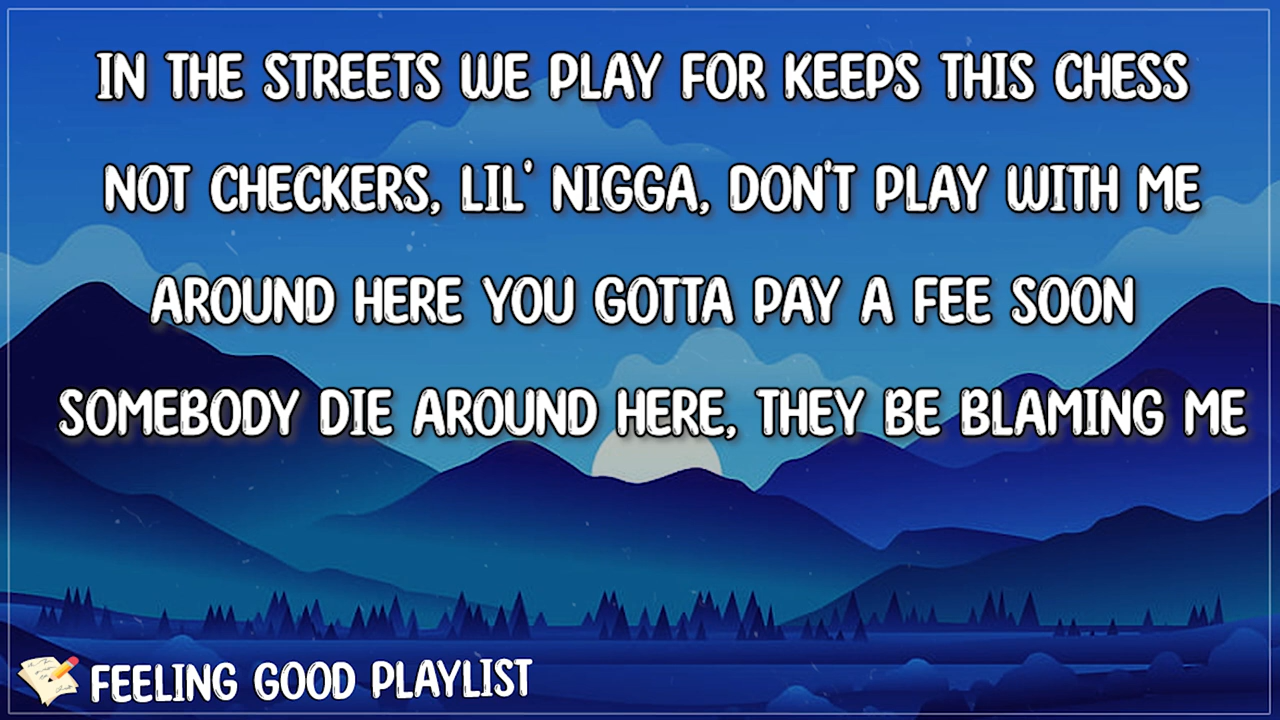 IN THE STREETS WE PLAY FOR KEEPS THIS CHESS
NOT CHECKERS, LIL' NIGGA, DON'T PLAY WITH ME
AROUND HERE YOU GOTTA PAY A FEE SOON
SOMEBODY DIE AROUND HERE, THEY BE BLAMING ME
FEELING GOOD PLAYLIST